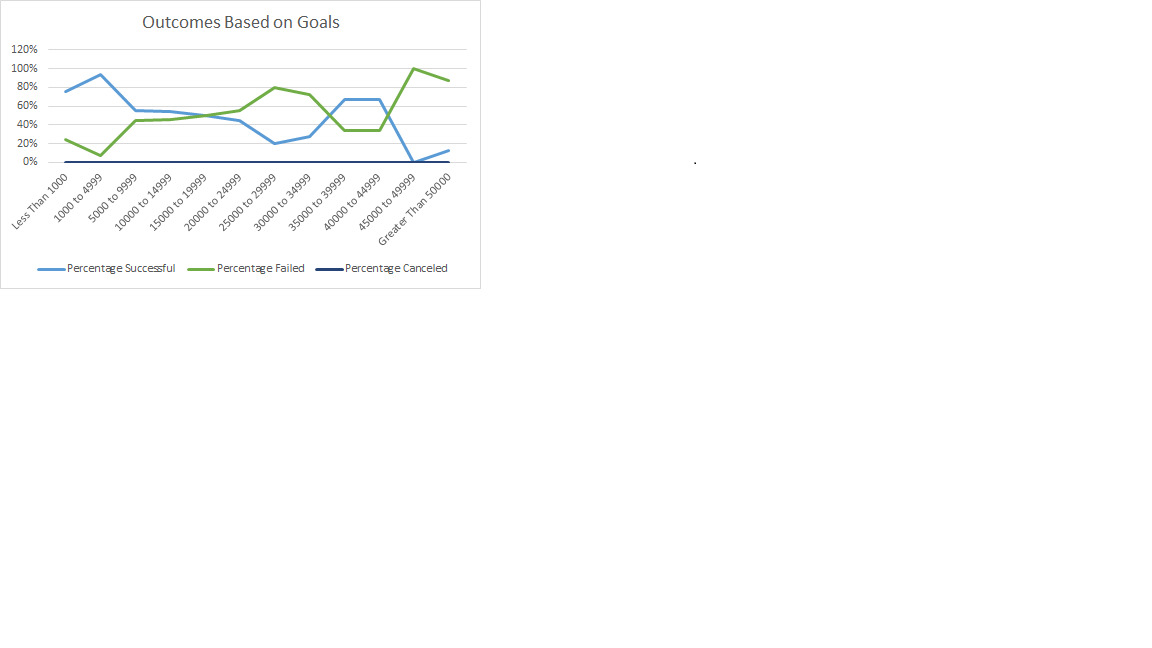 Outcomes Based on Goals
120%
100%
80%
60%
40%
20%
0%
Less Than 1000
1000 to 4999
5000 to 9999
10000 to 14999
15000 to 19999
20000 to 24999
25000 to 29999
30000 to 34999
35000 to 39999
40000 to 44999
45000 to 49999
Greater Than 50000
Percentage Successful
Percentage Failed
Percentage Canceled
.